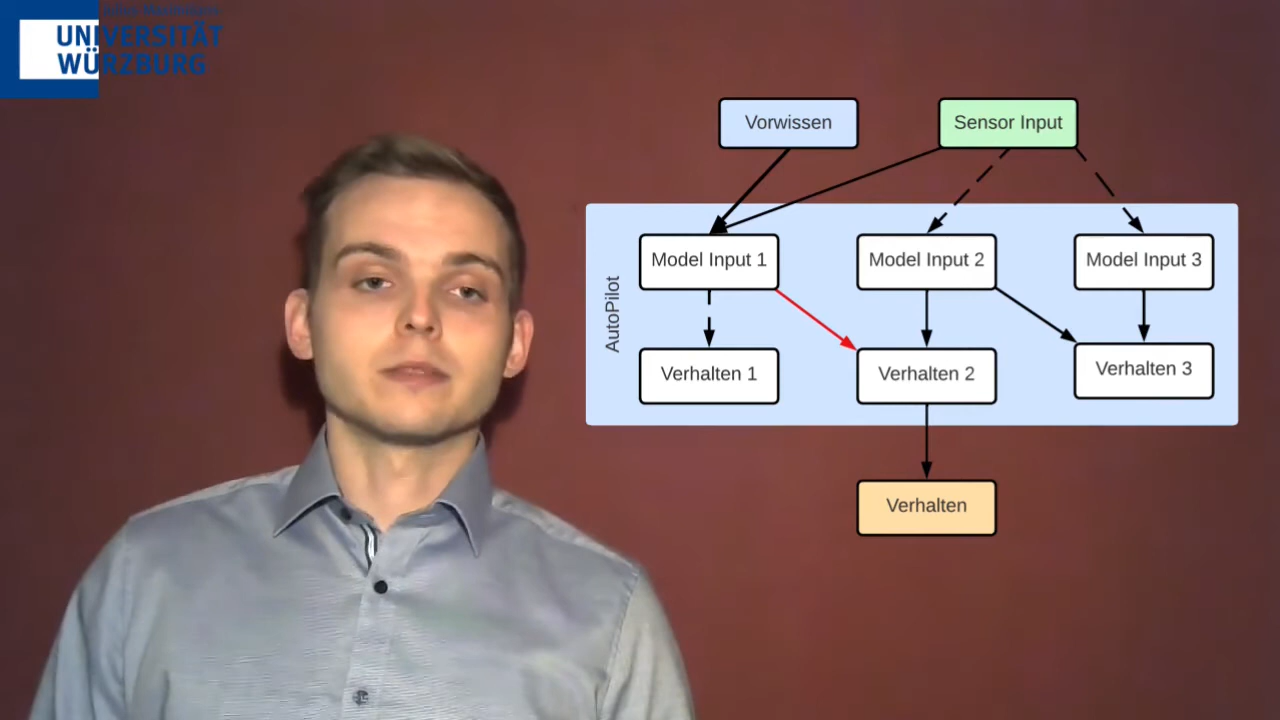 UNIVERSITÄT
WÜRZBURG
Vorwissen
Sensor Input
AutoPilot
Model Input 1
Model Input 2
Model Input 3
Verhalten 1
Verhalten 2
Verhalten 3
Verhalten